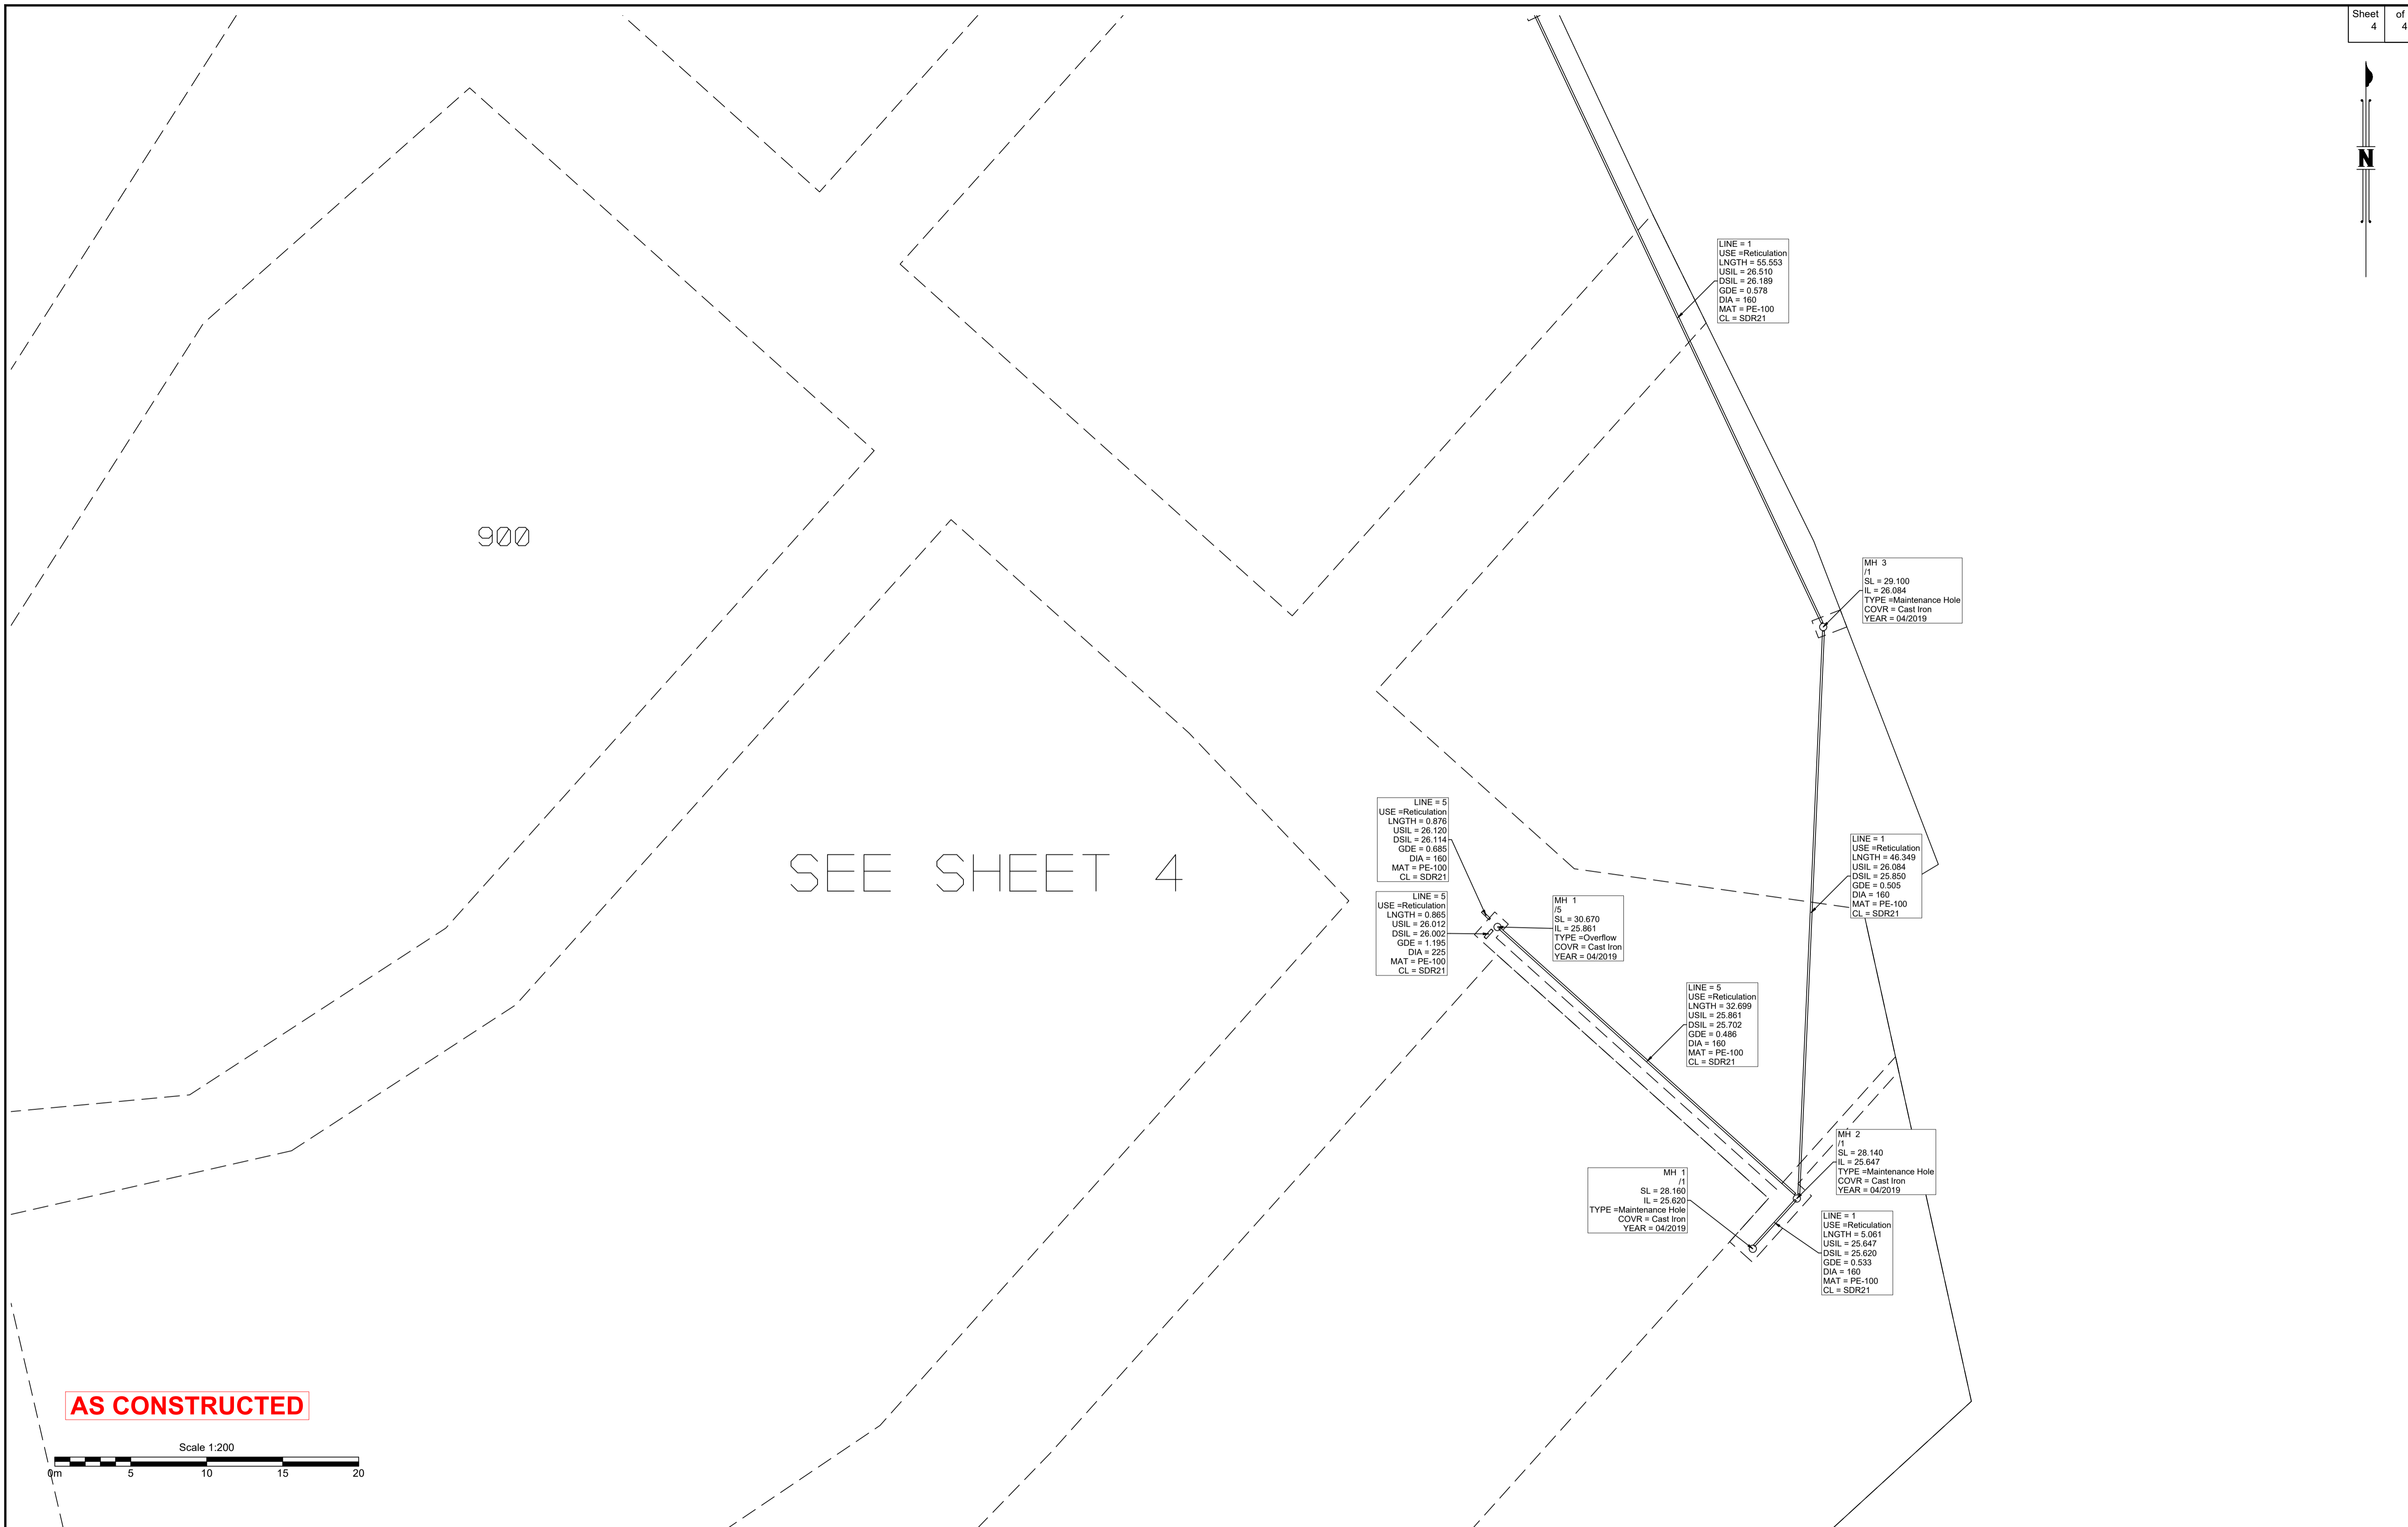 Sheet of
4 4
N
LINE = 1
USE =Reticulation
LNGTH = 55.553
USIL = 26.510
DSIL = 26.189
GDE = 0.578
DIA = 160
MAT = PE-100
CL = SDR21
900
MH 3
/1
SL = 29.100
IL = 26.084
TYPE =Maintenance Hole
COVR = Cast Iron
YEAR = 04/2019
SEE SHEET 4
LINE = 5
USE =Reticulation
LNGTH = 0.876
USIL = 26.120
DSIL = 26.114
GDE = 0.685
DIA = 160
MAT = PE-100
CL = SDR21
LINE = 1
USE =Reticulation
LNGTH = 46.349
USIL = 26.084
DSIL = 25.850
GDE = 0.505
DIA = 160
MAT = PE-100
CL = SDR21
LINE = 5
USE =Reticulation
LNGTH = 0.865
USIL = 26.012
DSIL = 26.002
GDE = 1.195
DIA = 225
MAT = PE-100
CL = SDR21
MH 1
/5
SL = 30.670
IL = 25.861
TYPE =Overflow
COVR = Cast Iron
YEAR = 04/2019
LINE = 5
USE =Reticulation
LNGTH = 32.699
USIL = 25.861
DSIL = 25.702
GDE = 0.486
DIA = 160
MAT = PE-100
CL = SDR21
MH 2
/1
SL = 28.140
IL = 25.647
TYPE =Maintenance Hole
COVR = Cast Iron
YEAR = 04/2019
MH 1
/1
SL = 28.160
IL = 25.620
TYPE =Maintenance Hole
COVR = Cast Iron
YEAR = 04/2019
LINE = 1
USE =Reticulation
LNGTH = 5.061
USIL = 25.647
DSIL = 25.620
GDE = 0.533
DIA = 160
MAT = PE-100
CL = SDR21
AS CONSTRUCTED
Scale 1:200
0m 5 10 15 20